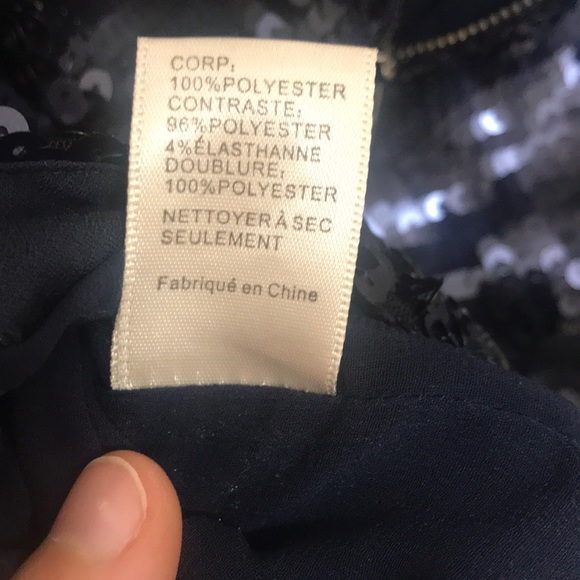 CORP:
100%POLYESTER
CONTRASTE:
96%POLYESTER
4%ÉLASTHANNE
DOUBLURE:
100%POLYESTER
NETTOYER À SEC
SEULEMENT
Fabriqué en Chine